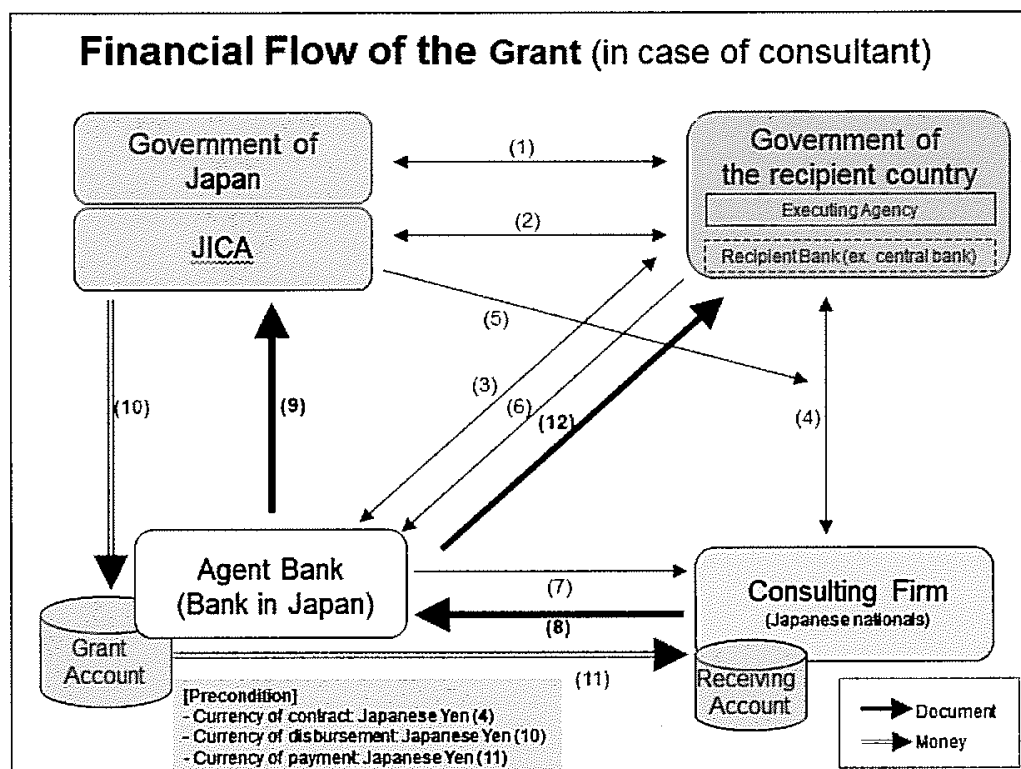 Financial Flow of the Grant (in case of consultant)
Government of
Japan
JICA
(1)
(2)
Government of
the recipient country
Executing Agency
Recipient Bank (ex. central bank)
(5)
(3)
(6)
(12)
(4)
(10)
(9)
Agent Bank
(Bank in Japan)
Grant
Account
(7)
(8)
(11)
Consulting Firm
(Japanese nationals)
Receiving
Account
[Precondition]
- Currency of contract: Japanese Yen (4)
- Currency of disbursement: Japanese Yen (10)
- Currency of payment: Japanese Yen (11)
Document
Money